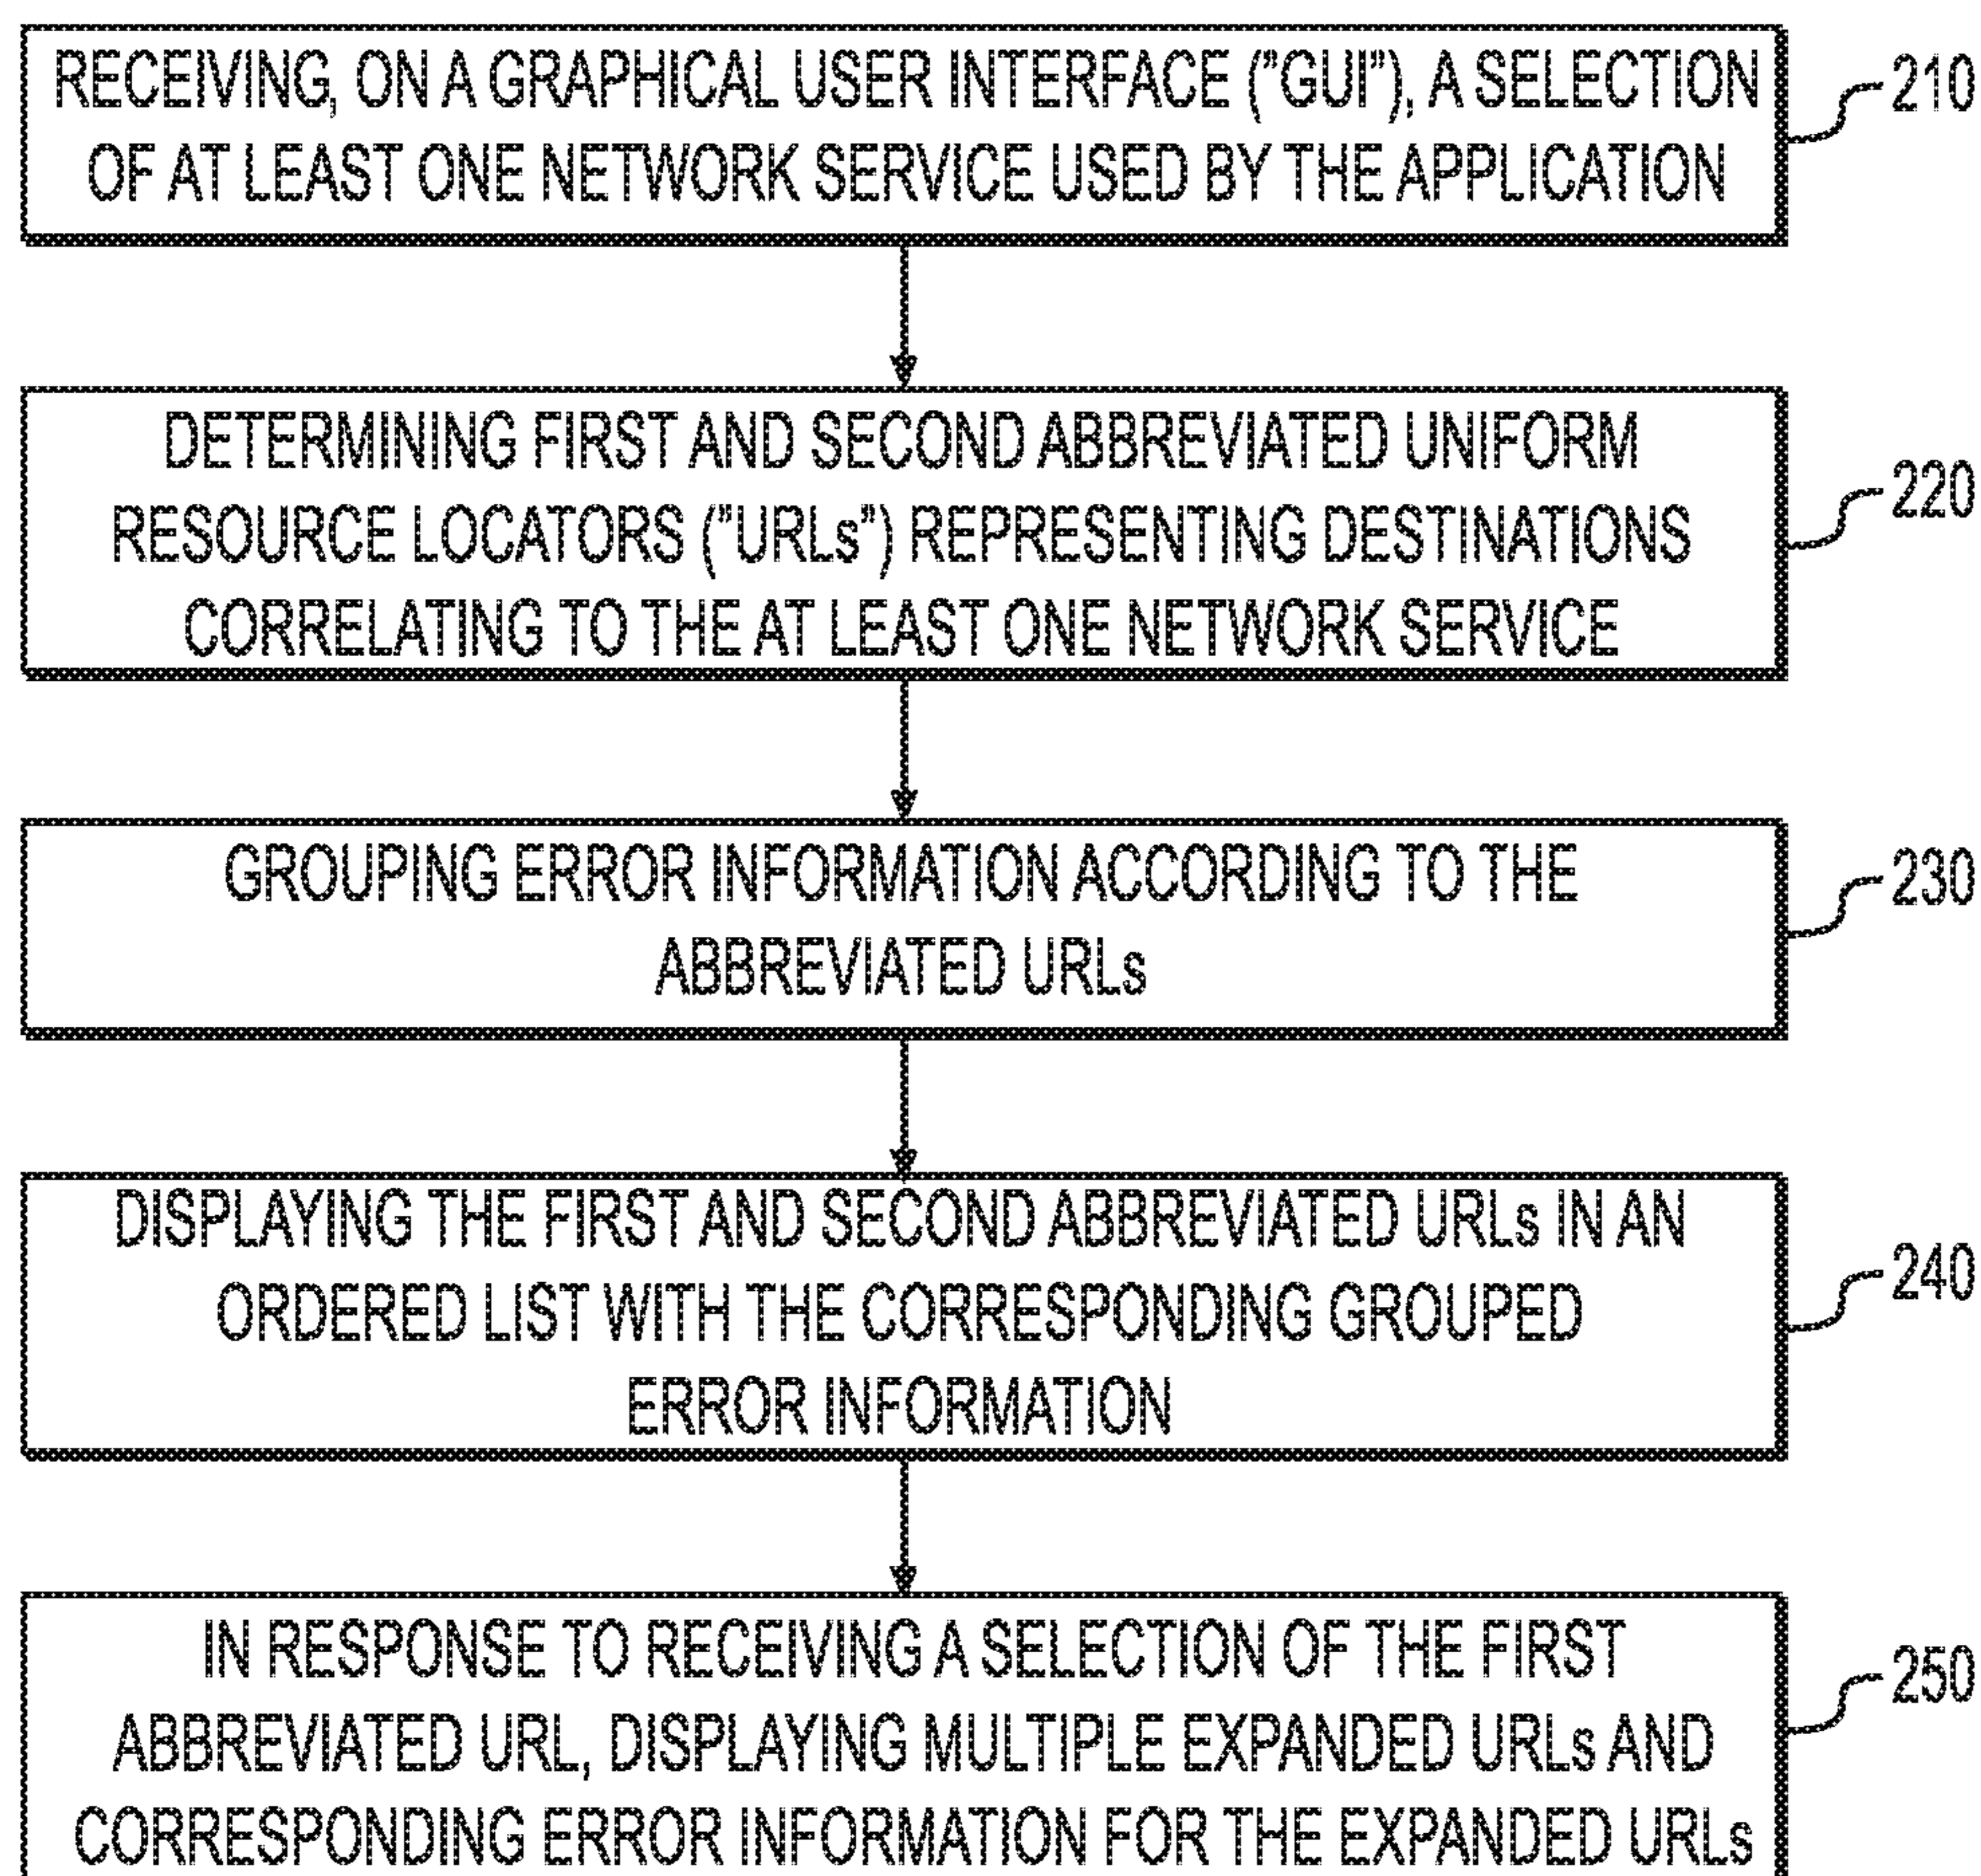 RECEIVING, ON A GRAPHICAL USER INTERFACE ("GUI"), A SELECTION
OF AT LEAST ONE NETWORK SERVICE USED BY THE APPLICATION
210
DETERMINING FIRST AND SECOND ABBREVIATED UNIFORM
RESOURCE LOCATORS ("URLs") REPRESENTING DESTINATIONS
CORRELATING TO THE AT LEAST ONE NETWORK SERVICE
220
GROUPING ERROR INFORMATION ACCORDING TO THE
ABBREVIATED URLs
230
DISPLAYING THE FIRST AND SECOND ABBREVIATED URLs IN AN
ORDERED LIST WITH THE CORRESPONDING GROUPED
ERROR INFORMATION
240
IN RESPONSE TO RECEIVING A SELECTION OF THE FIRST
ABBREVIATED URL, DISPLAYING MULTIPLE EXPANDED URLs AND
CORRESPONDING ERROR INFORMATION FOR THE EXPANDED URLs
250